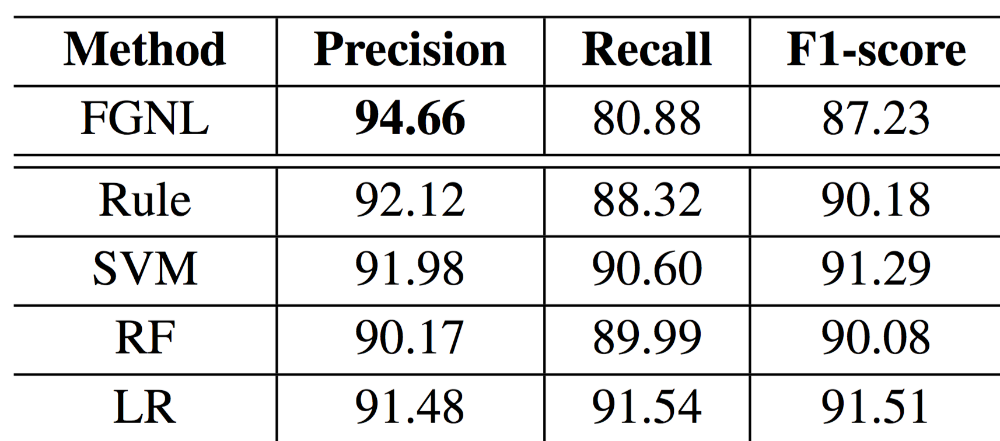 Method Precision Recall F1-score
FGNL 94.66 80.88 87.23
Rule 92.12 88.32 90.18
SVM 91.98 90.60 91.29
RF 90.17 89.99 90.08
LR 91.48 91.54 91.51